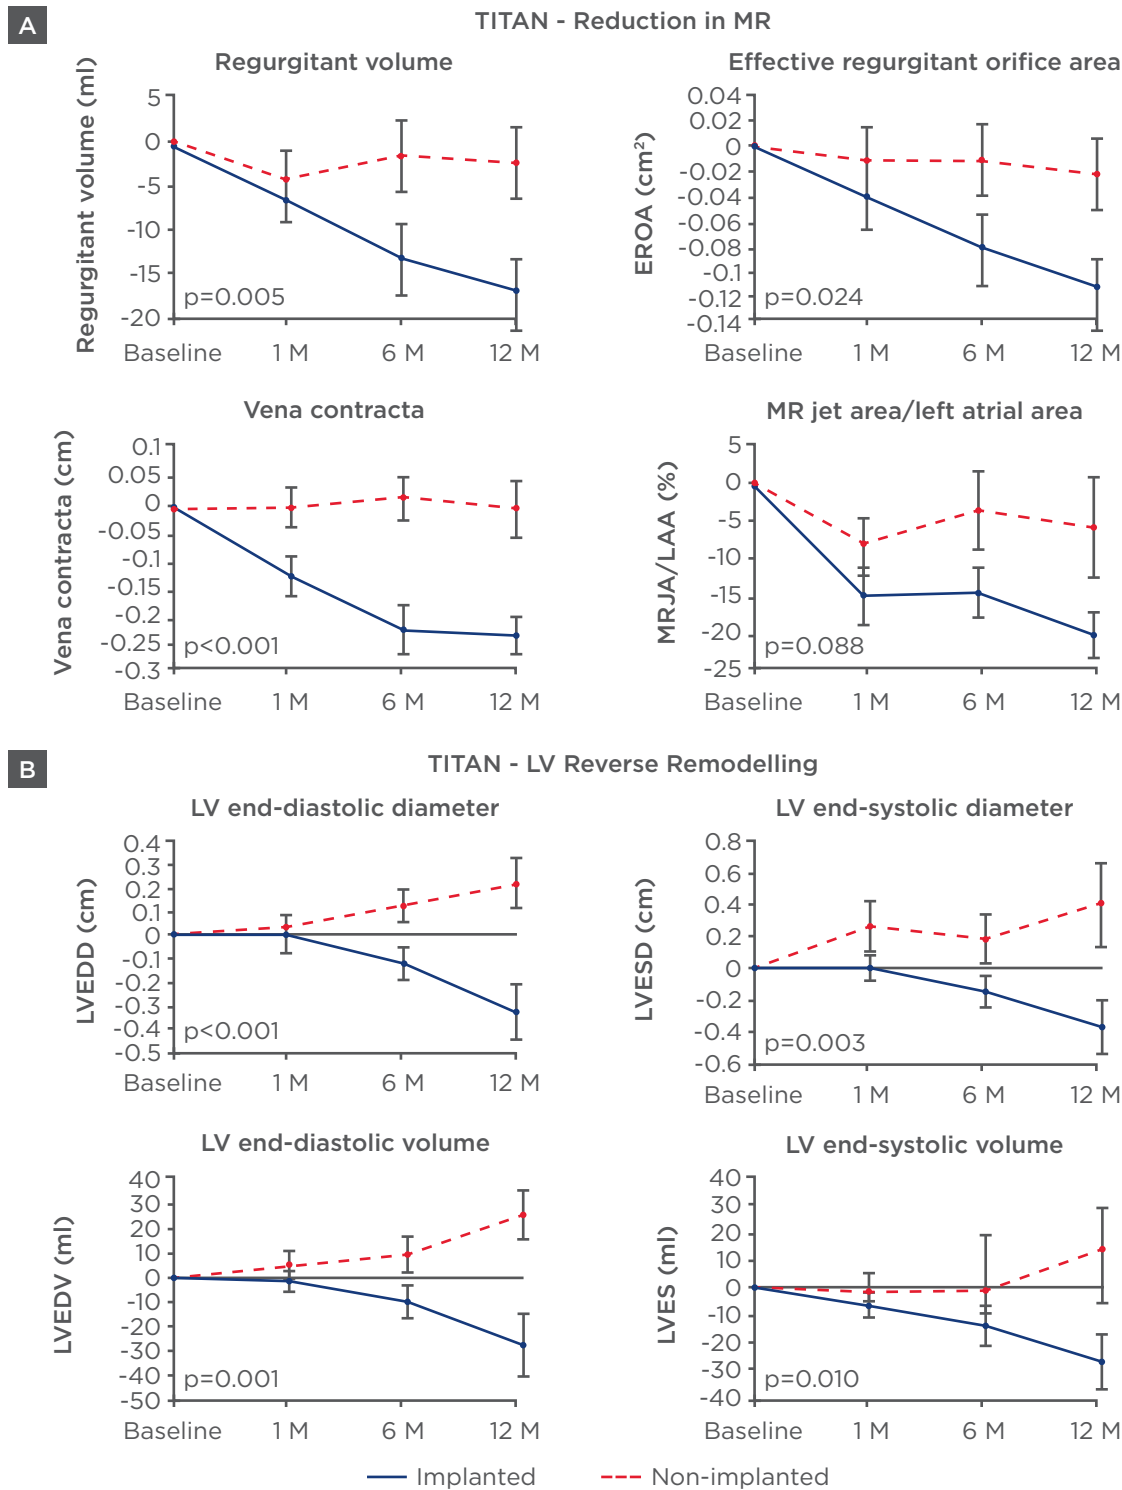 A
TITAN - Reduction in MR
Regurgitant volume
Regurgitant volume (ml)
5
0
-5
-10
-15
-20
p=0.005
Baseline 1 M 6 M 12 M
Effective regurgitant orifice area
EROA (cm²)
0.04
0.02
0
-0.02
-0.04
-0.06
-0.08
-0.1
-0.12
-0.14
p=0.024
Baseline 1 M 6 M 12 M
Vena contracta
Vena contracta (cm)
0.1
0.05
0
-0.05
-0.1
-0.15
-0.2
-0.25
-0.3
p<0.001
Baseline 1 M 6 M 12 M
MR jet area/left atrial area
MRJA/LAA (%)
5
0
-5
-10
-15
-20
-25
p=0.088
Baseline 1 M 6 M 12 M
B
TITAN - LV Reverse Remodelling
LV end-diastolic diameter
LVEDD (cm)
0.4
0.3
0.2
0.1
0
-0.1
-0.2
-0.3
-0.4
-0.5
p<0.001
Baseline 1 M 6 M 12 M
LV end-systolic diameter
LVESD (cm)
0.8
0.6
0.4
0.2
0
-0.2
-0.4
-0.6
p=0.003
Baseline 1 M 6 M 12 M
LV end-diastolic volume
LVEDV (ml)
40
30
20
10
0
-10
-20
-30
-40
-50
p=0.001
Baseline 1 M 6 M 12 M
LV end-systolic volume
LVES (ml)
40
30
20
10
0
-10
-20
-30
-40
p=0.010
Baseline 1 M 6 M 12 M
Implanted Non-implanted